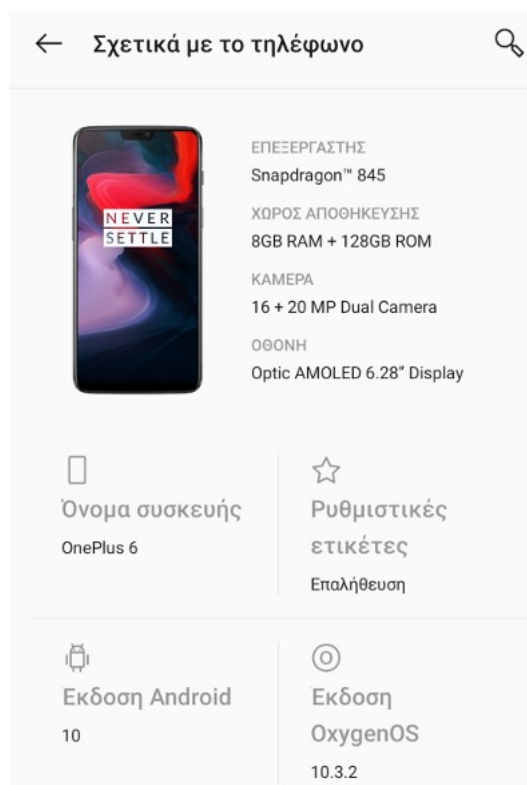 Σχετικά με το τηλέφωνο
NEVER
SETTLE
ΕΠΕΞΕΡΓΑΣΤΗΣ
Snapdragon™ 845
ΧΩΡΟΣ ΑΠΟΘΗΚΕΥΣΗΣ
8GB RAM + 128GB ROM
ΚΑΜΕΡΑ
16 + 20 MP Dual Camera
ΟΘΟΝΗ
Optic AMOLED 6.28” Display
Όνομα συσκευής
OnePlus 6
Ρυθμιστικές
ετικέτες
Επαλήθευση
Έκδοση Android
10
Έκδοση
OxygenOS
10.3.2